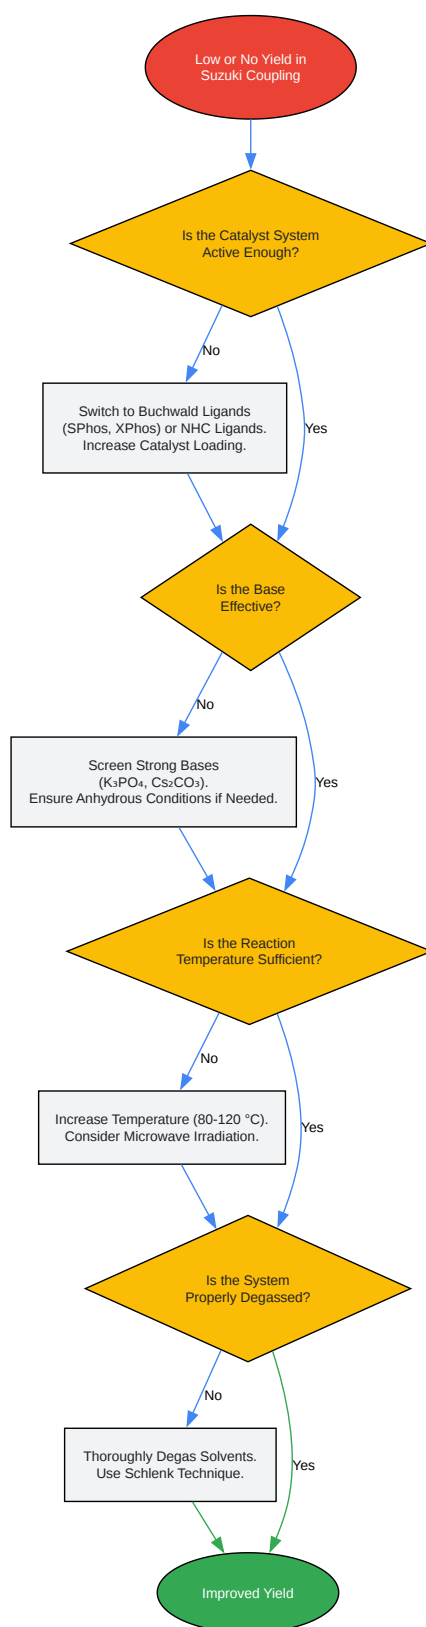 Low or No Yield in
Suzuki Coupling
Is the Catalyst System
Active Enough?
No
Switch to Buchwald Ligands
(SPhos, XPhos) or NHC Ligands.
Increase Catalyst Loading.
Yes
Is the Base
Effective?
No
Screen Strong Bases
(K₃PO₄, Cs₂CO₃).
Ensure Anhydrous Conditions if Needed.
Yes
Is the Reaction
Temperature Sufficient?
No
Increase Temperature (80-120 °C).
Consider Microwave Irradiation.
Yes
Is the System
Properly Degassed?
No
Thoroughly Degas Solvents.
Use Schlenk Technique.
Yes
Improved Yield